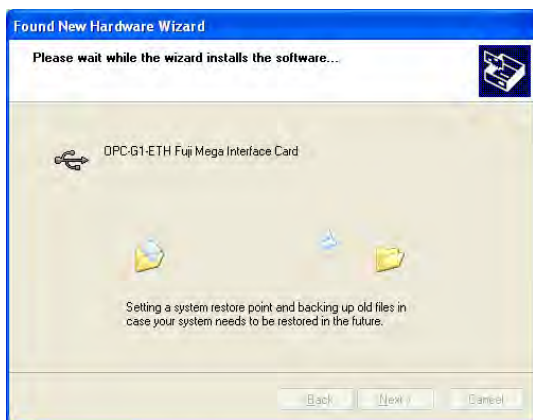 Found New Hardware Wizard
Please wait while the wizard installs the software...
OPC-G1-ETH Fuji Mega Interface Card
Setting a system restore point and backing up old files in
case your system needs to be restored in the future.
Back
Next >
Cancel